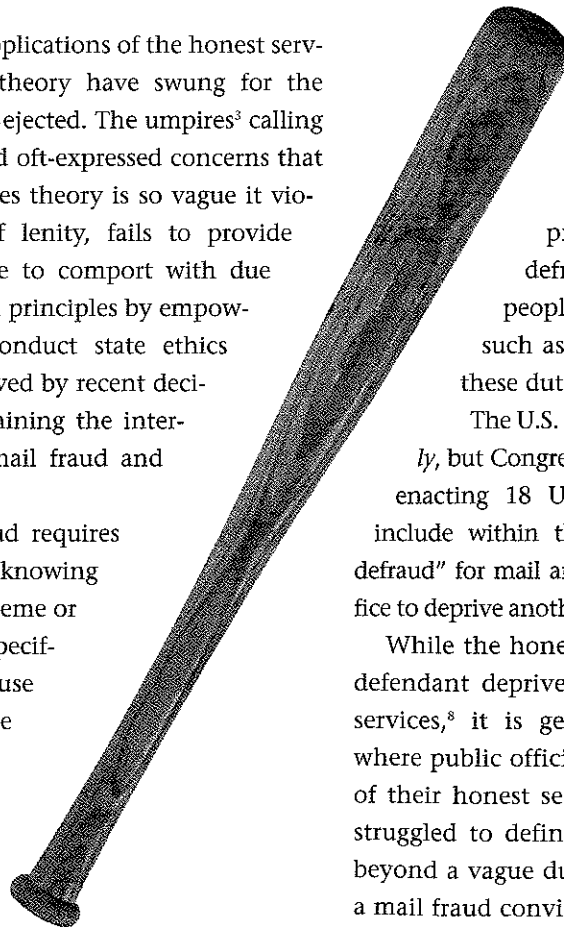 pplications of the honest serv-
theory have swung for the
ejected. The umpires³ calling
d oft-expressed concerns that
es theory is so vague it vio-
f lenity, fails to provide
e to comport with due
principles by empow-
onduct state ethics
ved by recent deci-
aining the inter-
nail fraud and
ud requires
knowing
eme or
pecif-
use
e
p
defr
people
such as
these dut
The U.S.
ly, but Congre
enacting 18 U
include within th
defraud" for mail an
fice to deprive anoth
While the hone
defendant deprive
services,⁸ it is ge
where public offici
of their honest se
struggled to defin
beyond a vague du
a mail fraud convi